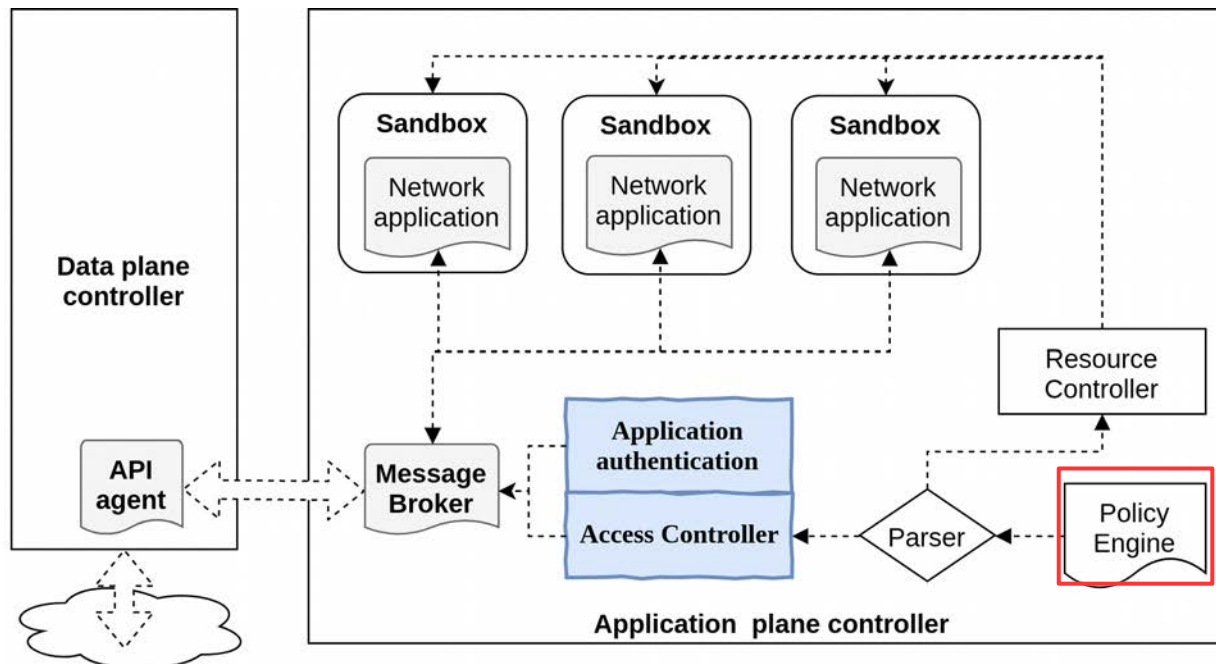 Sandbox
Sandbox
Sandbox
Network
application
Network
application
Network
application
Data plane
controller
Resource
Controller
Application
authentication
API
agent
Message
Broker
Access Controller
Parser
Policy
Engine
Application plane controller